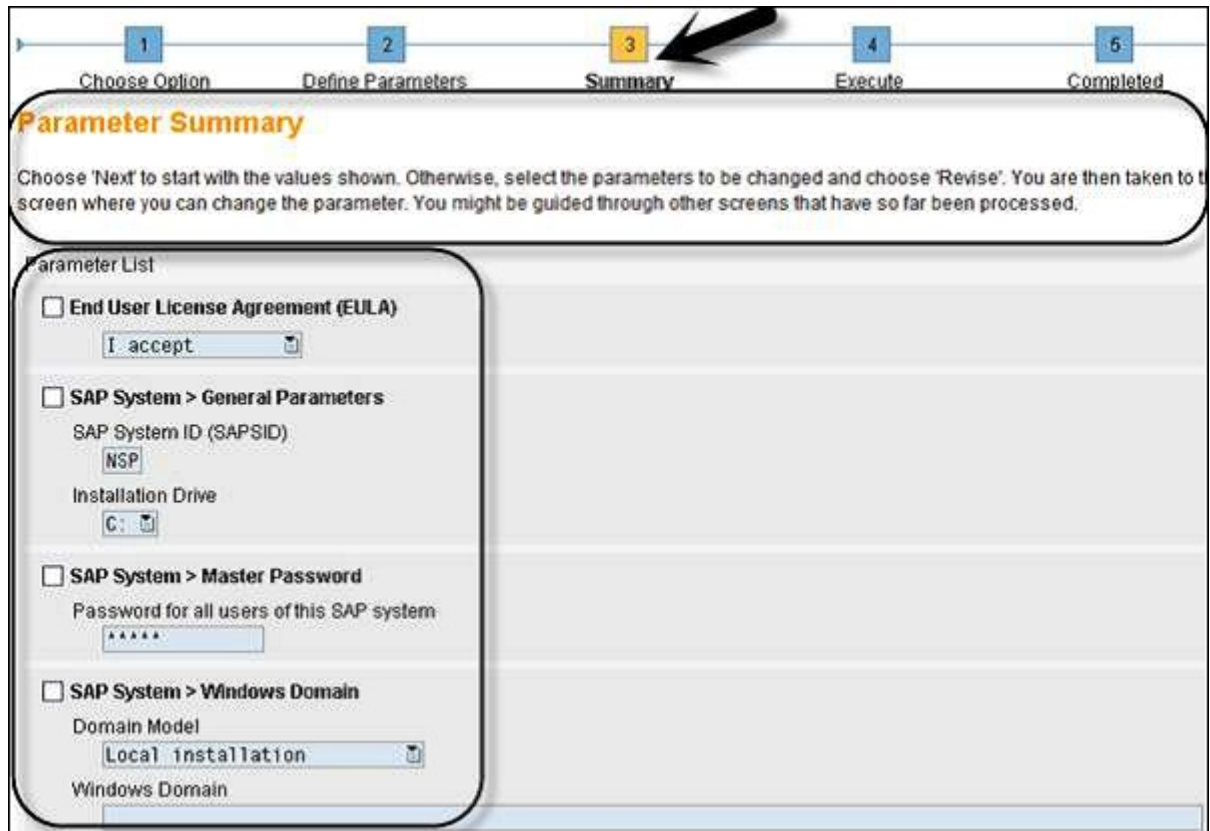 1 2 3 4 5
Choose Option Define Parameters Summary Execute Completed
Parameter Summary
Choose 'Next' to start with the values shown. Otherwise, select the parameters to be changed and choose 'Revise'. You are then taken to
screen where you can change the parameter. You might be guided through other screens that have so far been processed.
Parameter List
End User License Agreement (EULA)
I accept
SAP System > General Parameters
SAP System ID (SAPSID)
NSP
Installation Drive
C:
SAP System > Master Password
Password for all users of this SAP system
*****
SAP System > Windows Domain
Domain Model
Local installation
Windows Domain